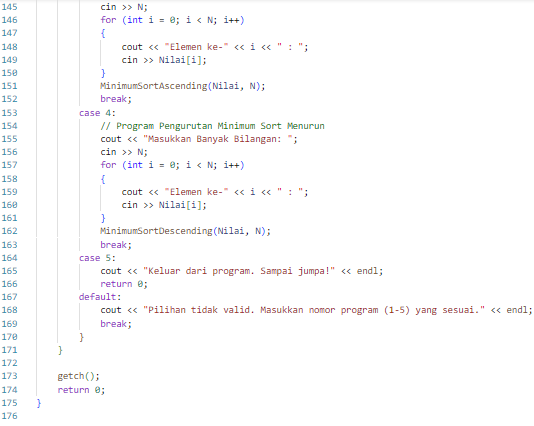 145 cin >> N;
146 for (int i = 0; i < N; i++)
147 {
148 cout << "Elemen ke-" << i << " : ";
149 cin >> Nilai[i];
150 }
151 MinimumSortAscending(Nilai, N);
152 break;
153 case 4:
154 // Program Pengurutan Minimum Sort Menurun
155 cout << "Masukkan Banyak Bilangan: ";
156 cin >> N;
157 for (int i = 0; i < N; i++)
158 {
159 cout << "Elemen ke-" << i << " : ";
160 cin >> Nilai[i];
161 }
162 MinimumSortDescending(Nilai, N);
163 break;
164 case 5:
165 cout << "Keluar dari program. Sampai jumpa!" << endl;
166 return 0;
167 default:
168 cout << "Pilihan tidak valid. Masukkan nomor program (1-5) yang sesuai." << endl;
169 break;
170 }
171 }
172
173 getch();
174 return 0;
175 }
176